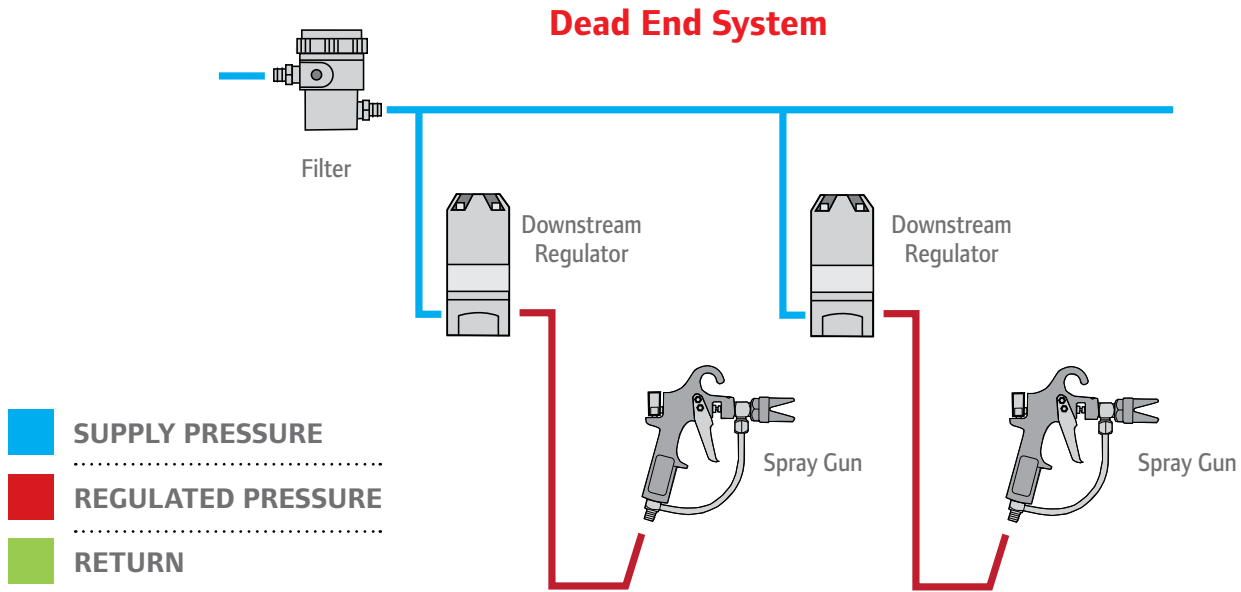 Dead End System
Filter
Downstream
Regulator
Downstream
Regulator
Spray Gun
Spray Gun
SUPPLY PRESSURE
REGULATED PRESSURE
RETURN